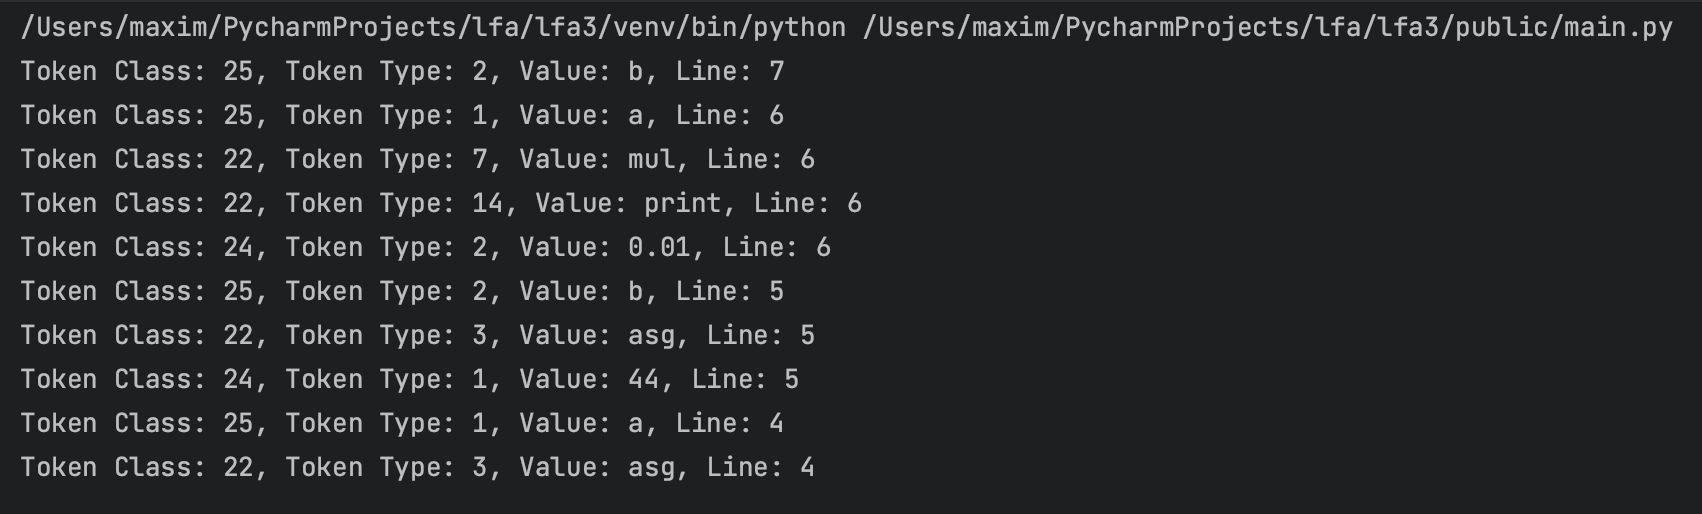 /Users/maxim/PycharmProjects/lfa/lfa3/venv/bin/python /Users/maxim/PycharmProjects/lfa/lfa3/public/main.py
Token Class: 25, Token Type: 2, Value: b, Line: 7
Token Class: 25, Token Type: 1, Value: a, Line: 6
Token Class: 22, Token Type: 7, Value: mul, Line: 6
Token Class: 22, Token Type: 14, Value: print, Line: 6
Token Class: 24, Token Type: 2, Value: 0.01, Line: 6
Token Class: 25, Token Type: 2, Value: b, Line: 5
Token Class: 22, Token Type: 3, Value: asg, Line: 5
Token Class: 24, Token Type: 1, Value: 44, Line: 5
Token Class: 25, Token Type: 1, Value: a, Line: 4
Token Class: 22, Token Type: 3, Value: asg, Line: 4